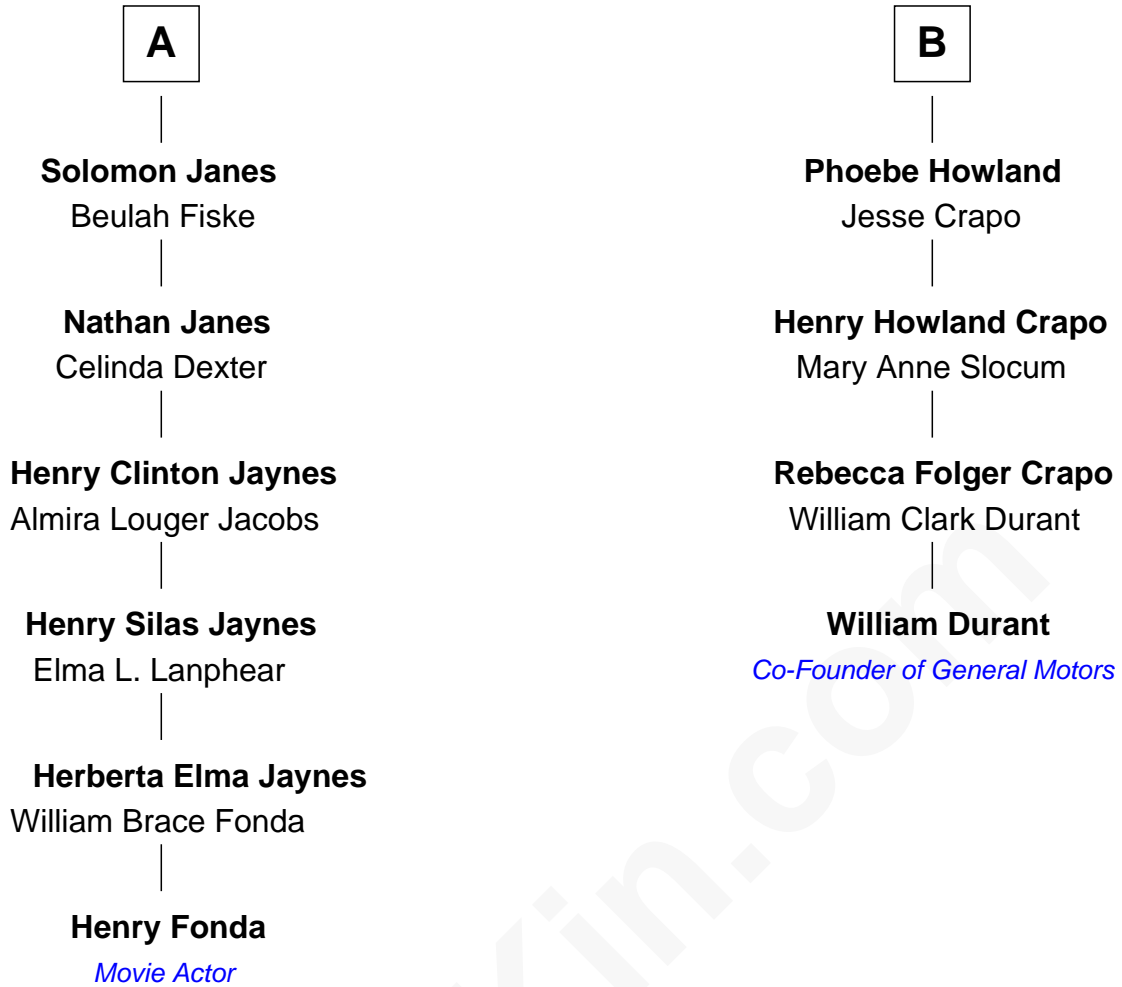 A
Solomon Janes
Beulah Fiske
Nathan Janes
Celinda Dexter
Henry Clinton Jaynes
Almira Louger Jacobs
Henry Silas Jaynes
Elma L. Lanphear
Herberta Elma Jaynes
William Brace Fonda
Henry Fonda
Movie Actor
B
Phoebe Howland
Jesse Crapo
Henry Howland Crapo
Mary Anne Slocum
Rebecca Folger Crapo
William Clark Durant
William Durant
Co-Founder of General Motors
Kin.com